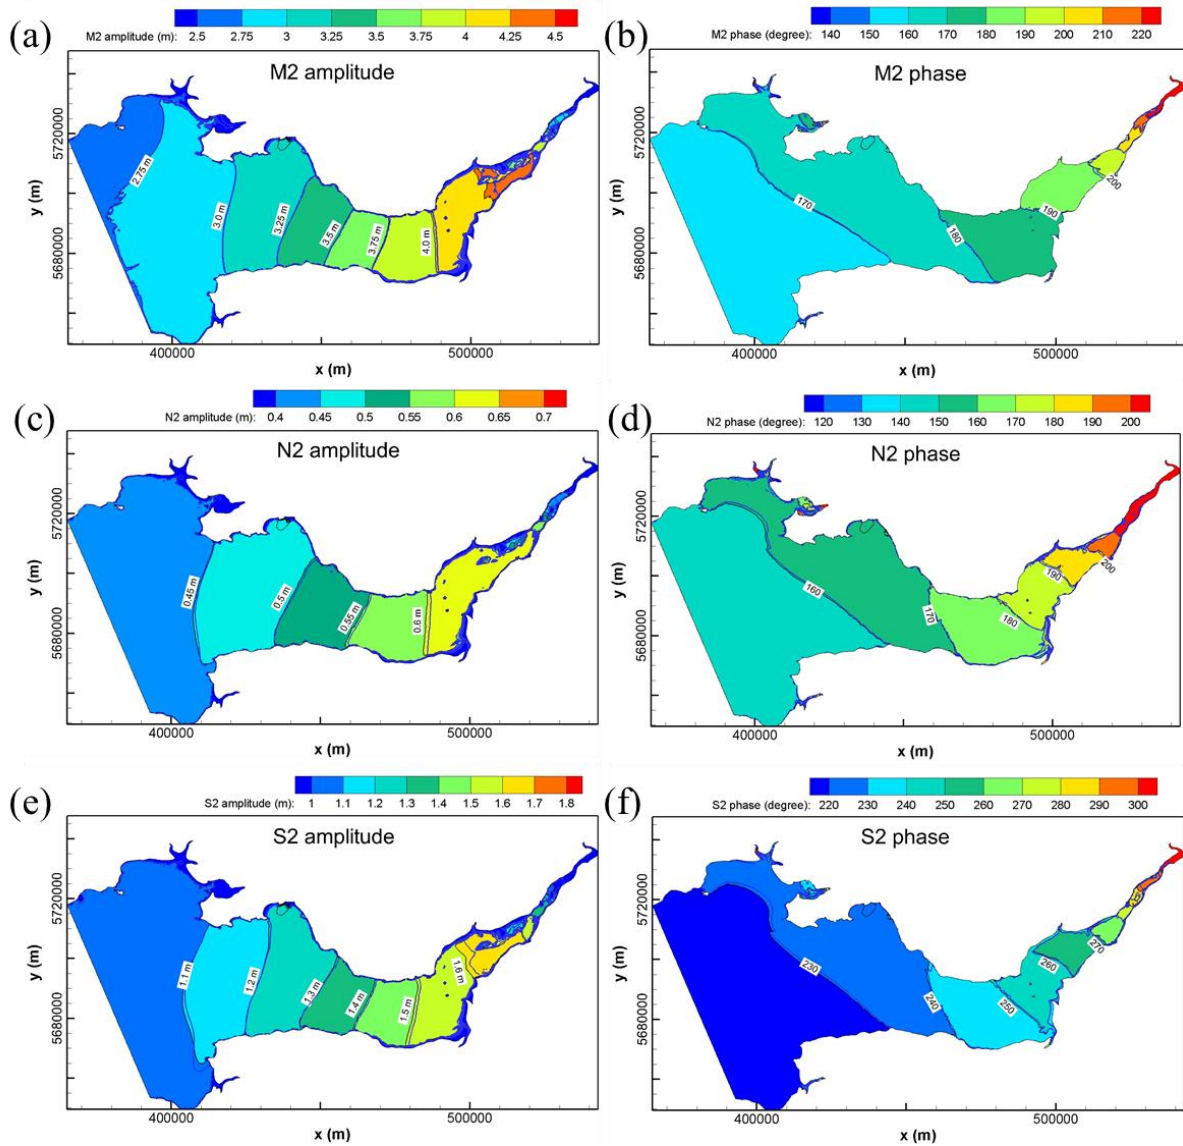 (a)
M2 amplitude (m): 2.5 2.75 3 3.25 3.5 3.75 4 4.25 4.5
M2 amplitude
2.75 m
3.0 m
3.25 m
3.5 m
3.75 m
4.0 m
y (m)
5720000
5680000
400000 500000
x (m)
(b)
M2 phase (degree): 140 150 160 170 180 190 200 210 220
M2 phase
170
180
190
200
y (m)
5720000
5680000
400000 500000
x (m)
(c)
N2 amplitude (m): 0.4 0.45 0.5 0.55 0.6 0.65 0.7
N2 amplitude
0.45 m
0.5 m
0.55 m
0.6 m
y (m)
5720000
5680000
400000 500000
x (m)
(d)
N2 phase (degree): 120 130 140 150 160 170 180 190 200
N2 phase
160
170
180
190
200
y (m)
5720000
5680000
400000 500000
x (m)
(e)
S2 amplitude (m): 1 1.1 1.2 1.3 1.4 1.5 1.6 1.7 1.8
S2 amplitude
1.1 m
1.2 m
1.3 m
1.4 m
1.5 m
1.6 m
y (m)
5720000
5680000
400000 500000
x (m)
(f)
S2 phase (degree): 220 230 240 250 260 270 280 290 300
S2 phase
230
240
250
260
270
y (m)
5720000
5680000
400000 500000
x (m)